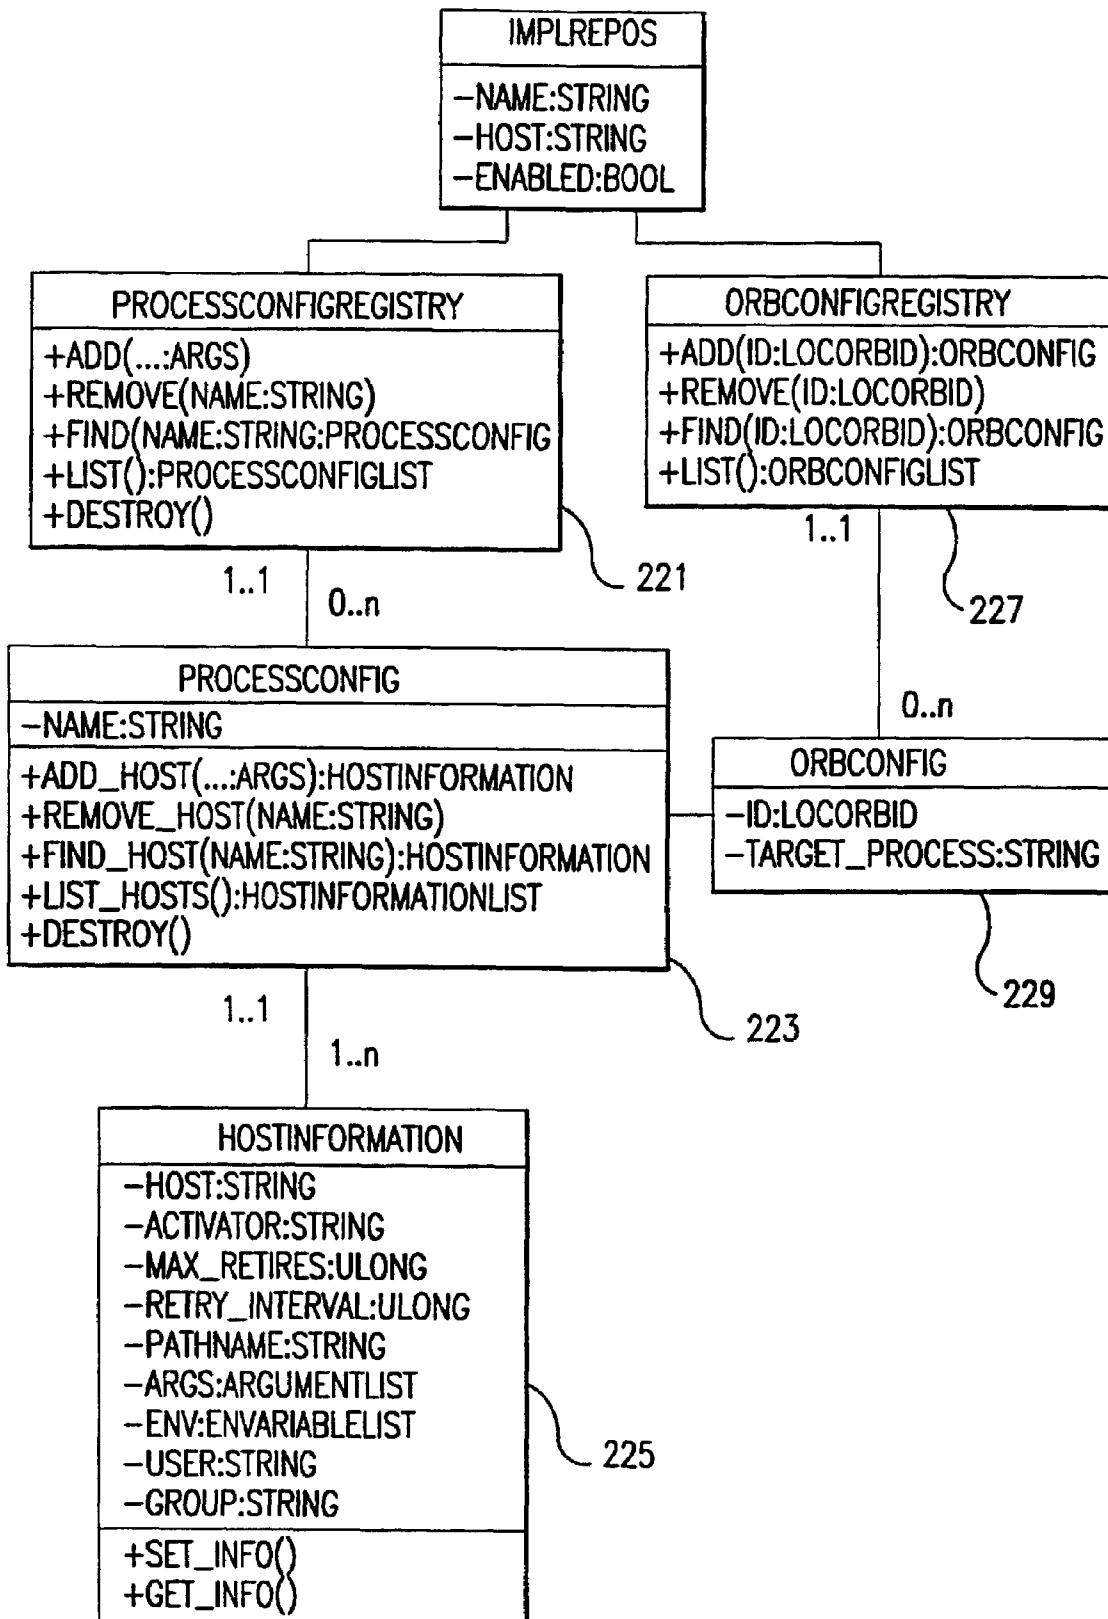 IMPLREPOS
-NAME:STRING
-HOST:STRING
-ENABLED:BOOL
PROCESSCONFIGREGISTRY
+ADD(...:ARGS)
+REMOVE(NAME:STRING)
+FIND(NAME:STRING:PROCESSCONFIG
+LIST():PROCESSCONFIGLIST
+DESTROY()
ORBCONFIGREGISTRY
+ADD(ID:LOCORBID):ORBCONFIG
+REMOVE(ID:LOCORBID)
+FIND(ID:LOCORBID):ORBCONFIG
+LIST():ORBCONFIGLIST
1..1
221
1..1
227
0..n
0..n
PROCESSCONFIG
-NAME:STRING
+ADD_HOST(...:ARGS):HOSTINFORMATION
+REMOVE_HOST(NAME:STRING)
+FIND_HOST(NAME:STRING):HOSTINFORMATION
+LIST_HOSTS():HOSTINFORMATIONLIST
+DESTROY()
ORBCONFIG
-ID:LOCORBID
-TARGET_PROCESS:STRING
229
1..1
223
1..n
HOSTINFORMATION
-HOST:STRING
-ACTIVATOR:STRING
-MAX_RETIRES:ULONG
-RETRY_INTERVAL:ULONG
-PATHNAME:STRING
-ARGS:ARGUMENTLIST
-ENV:ENVARIABLELIST
-USER:STRING
-GROUP:STRING
225
+SET_INFO()
+GET_INFO()